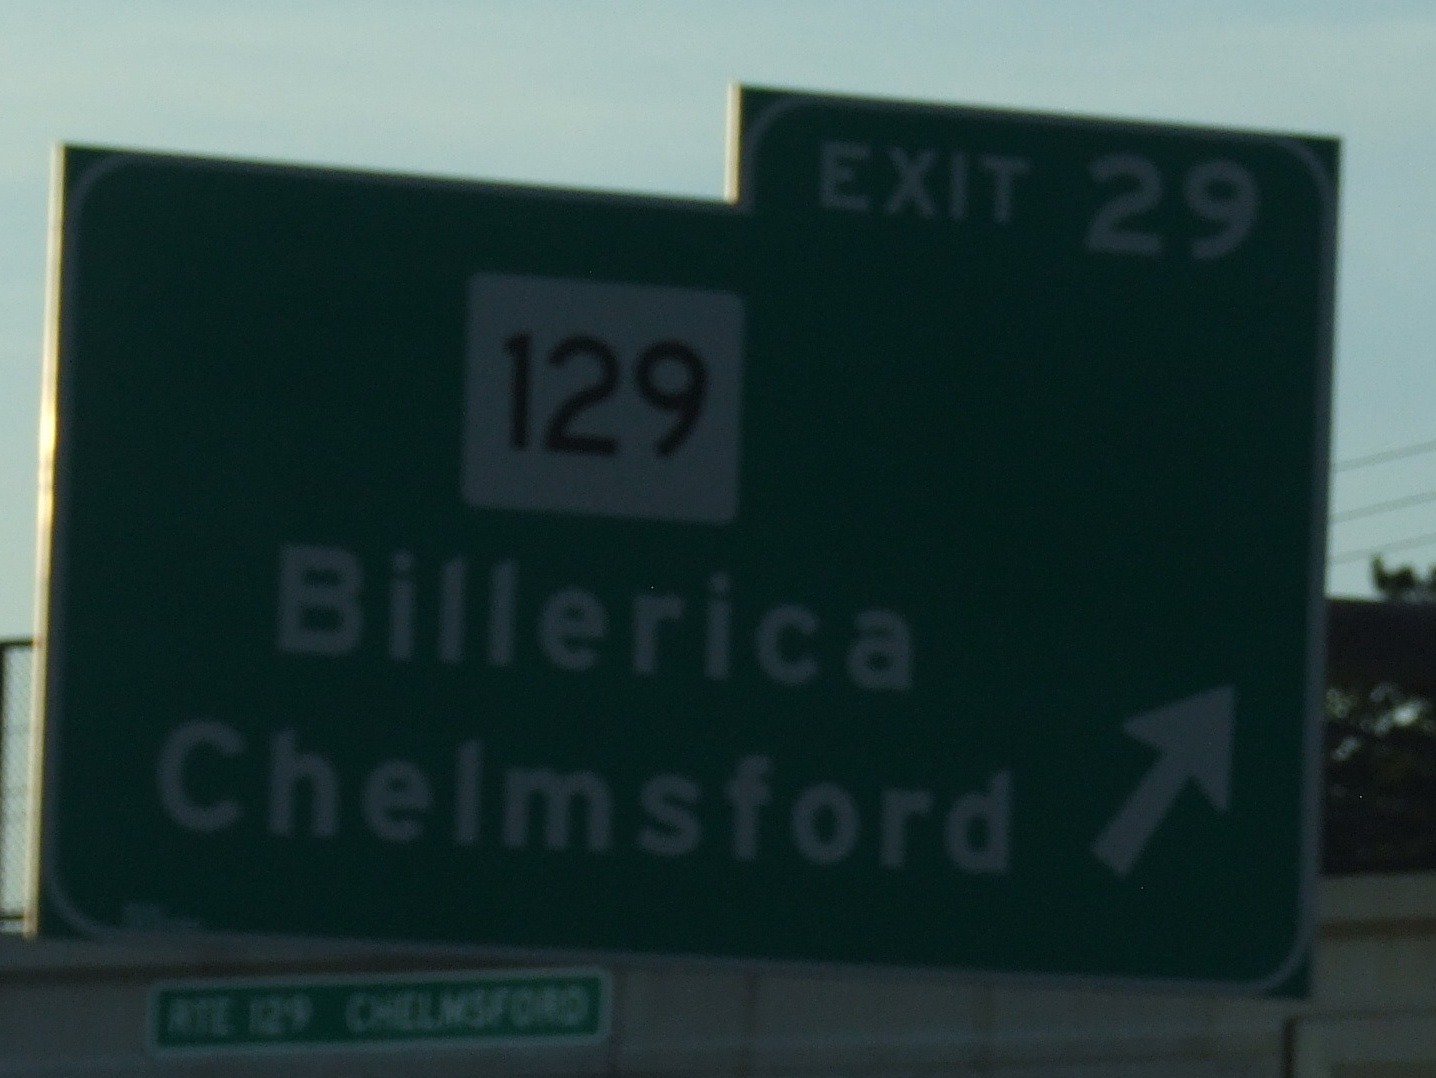 EXIT 29
129
Billerica
Chelmsford
RTE 129 CHELMSFORD